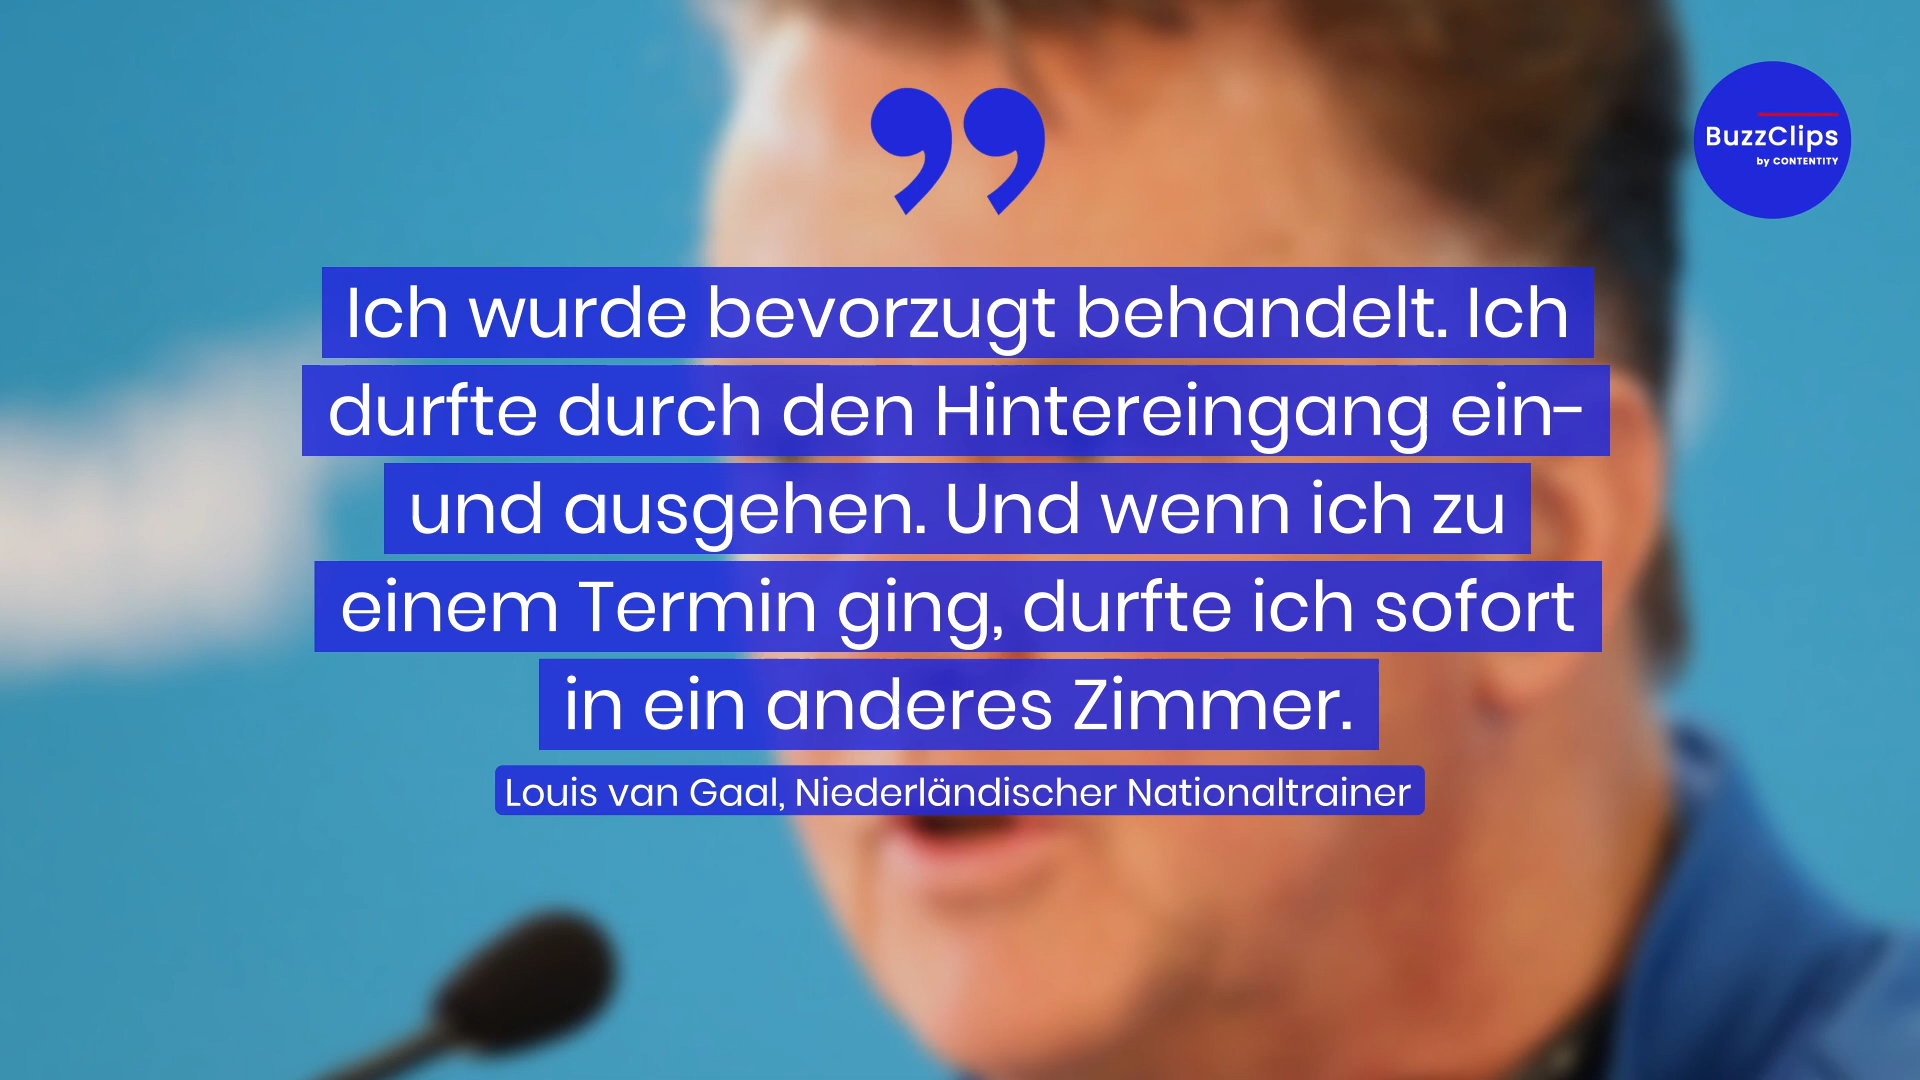 ”
BuzzClips
by CONTENTITY
Ich wurde bevorzugt behandelt. Ich
durfte durch den Hintereingang ein-
und ausgehen. Und wenn ich zu
einem Termin ging, durfte ich sofort
in ein anderes Zimmer.
Louis van Gaal, Niederländischer Nationaltrainer